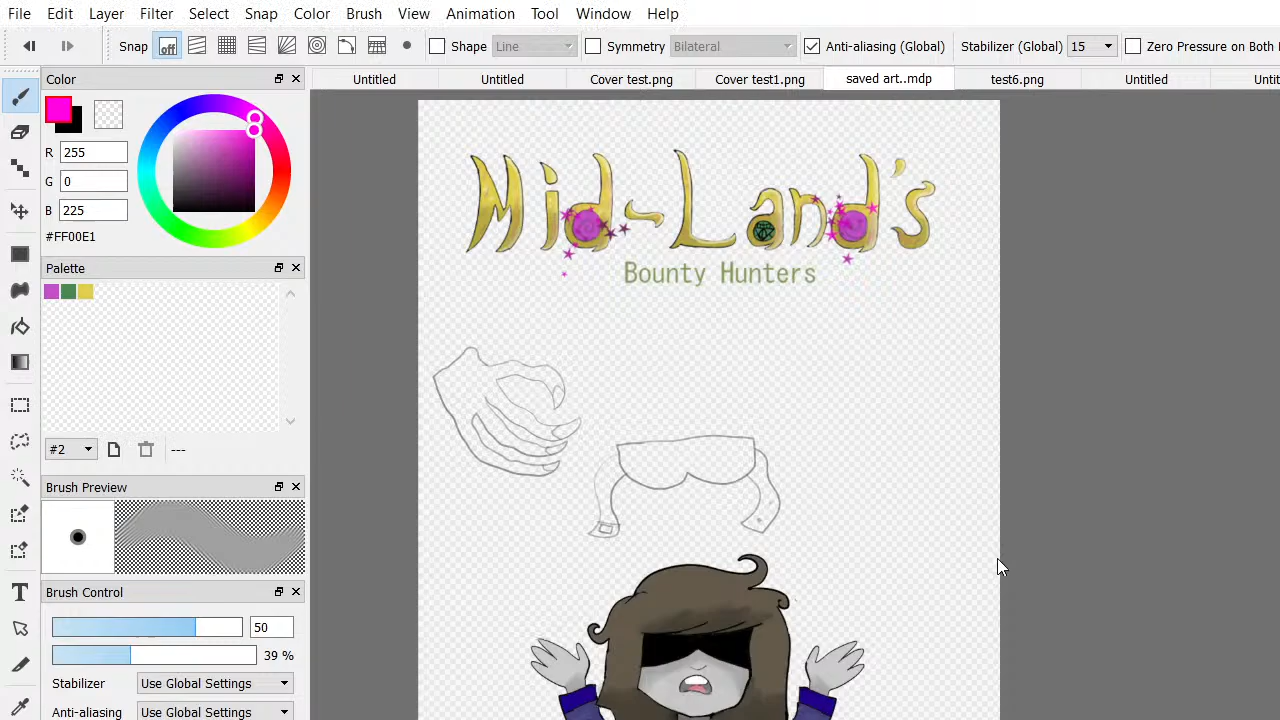 File Edit Layer Filter Select Snap Color Brush View Animation Tool Window Help
Snap off Shape Line Symmetry Bilateral Anti-aliasing (Global) Stabilizer (Global) 15 Zero Pressure on Both
Color
Untitled Untitled Cover test.png Cover test1.png saved art..mdp test6.png Untitled
R 255
G 0
B 225
#FF00E1
Palette
#2 ---
Brush Preview
Brush Control
50
39 %
Stabilizer Use Global Settings
Anti-aliasing Use Global Settings
T
Mid-Land's
Bounty Hunters